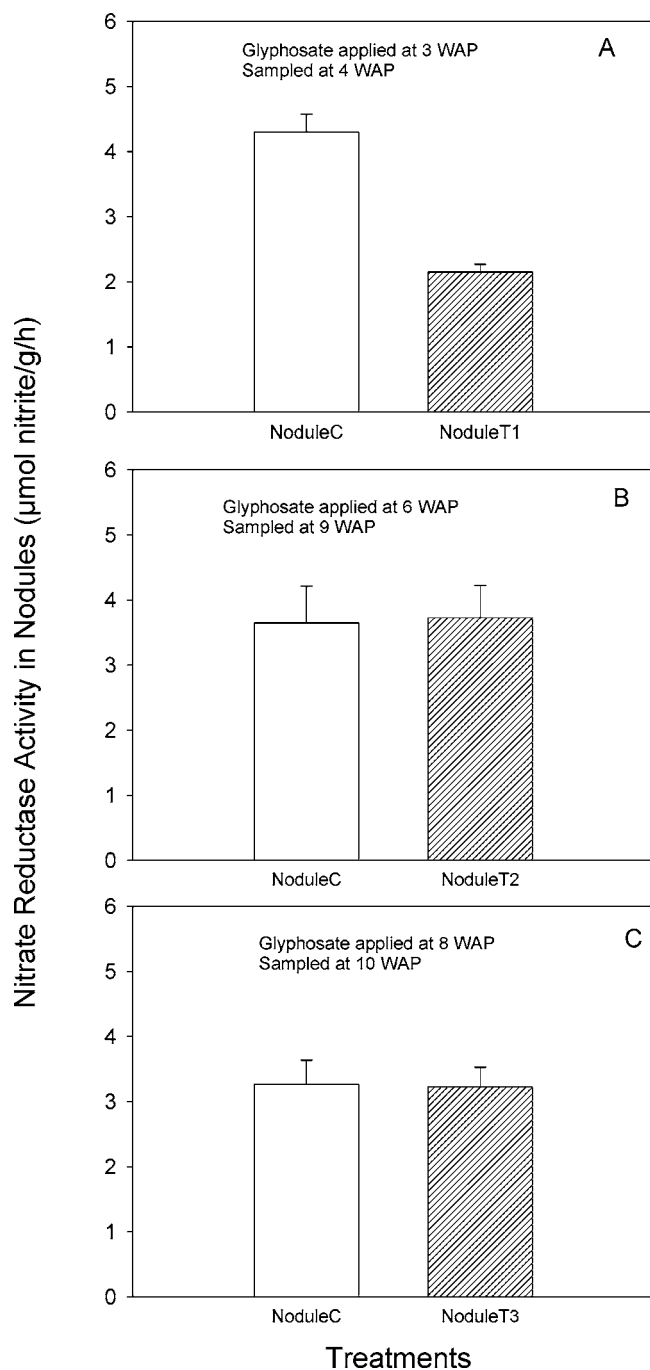 Nitrate Reductase Activity in Nodules (µmol nitrite/g/h)
6
5
4
3
2
1
0
Glyphosate applied at 3 WAP
Sampled at 4 WAP
A
NoduleC
NoduleT1
6
5
4
3
2
1
0
Glyphosate applied at 6 WAP
Sampled at 9 WAP
B
NoduleC
NoduleT2
6
5
4
3
2
1
0
Glyphosate applied at 8 WAP
Sampled at 10 WAP
C
NoduleC
NoduleT3
Treatments